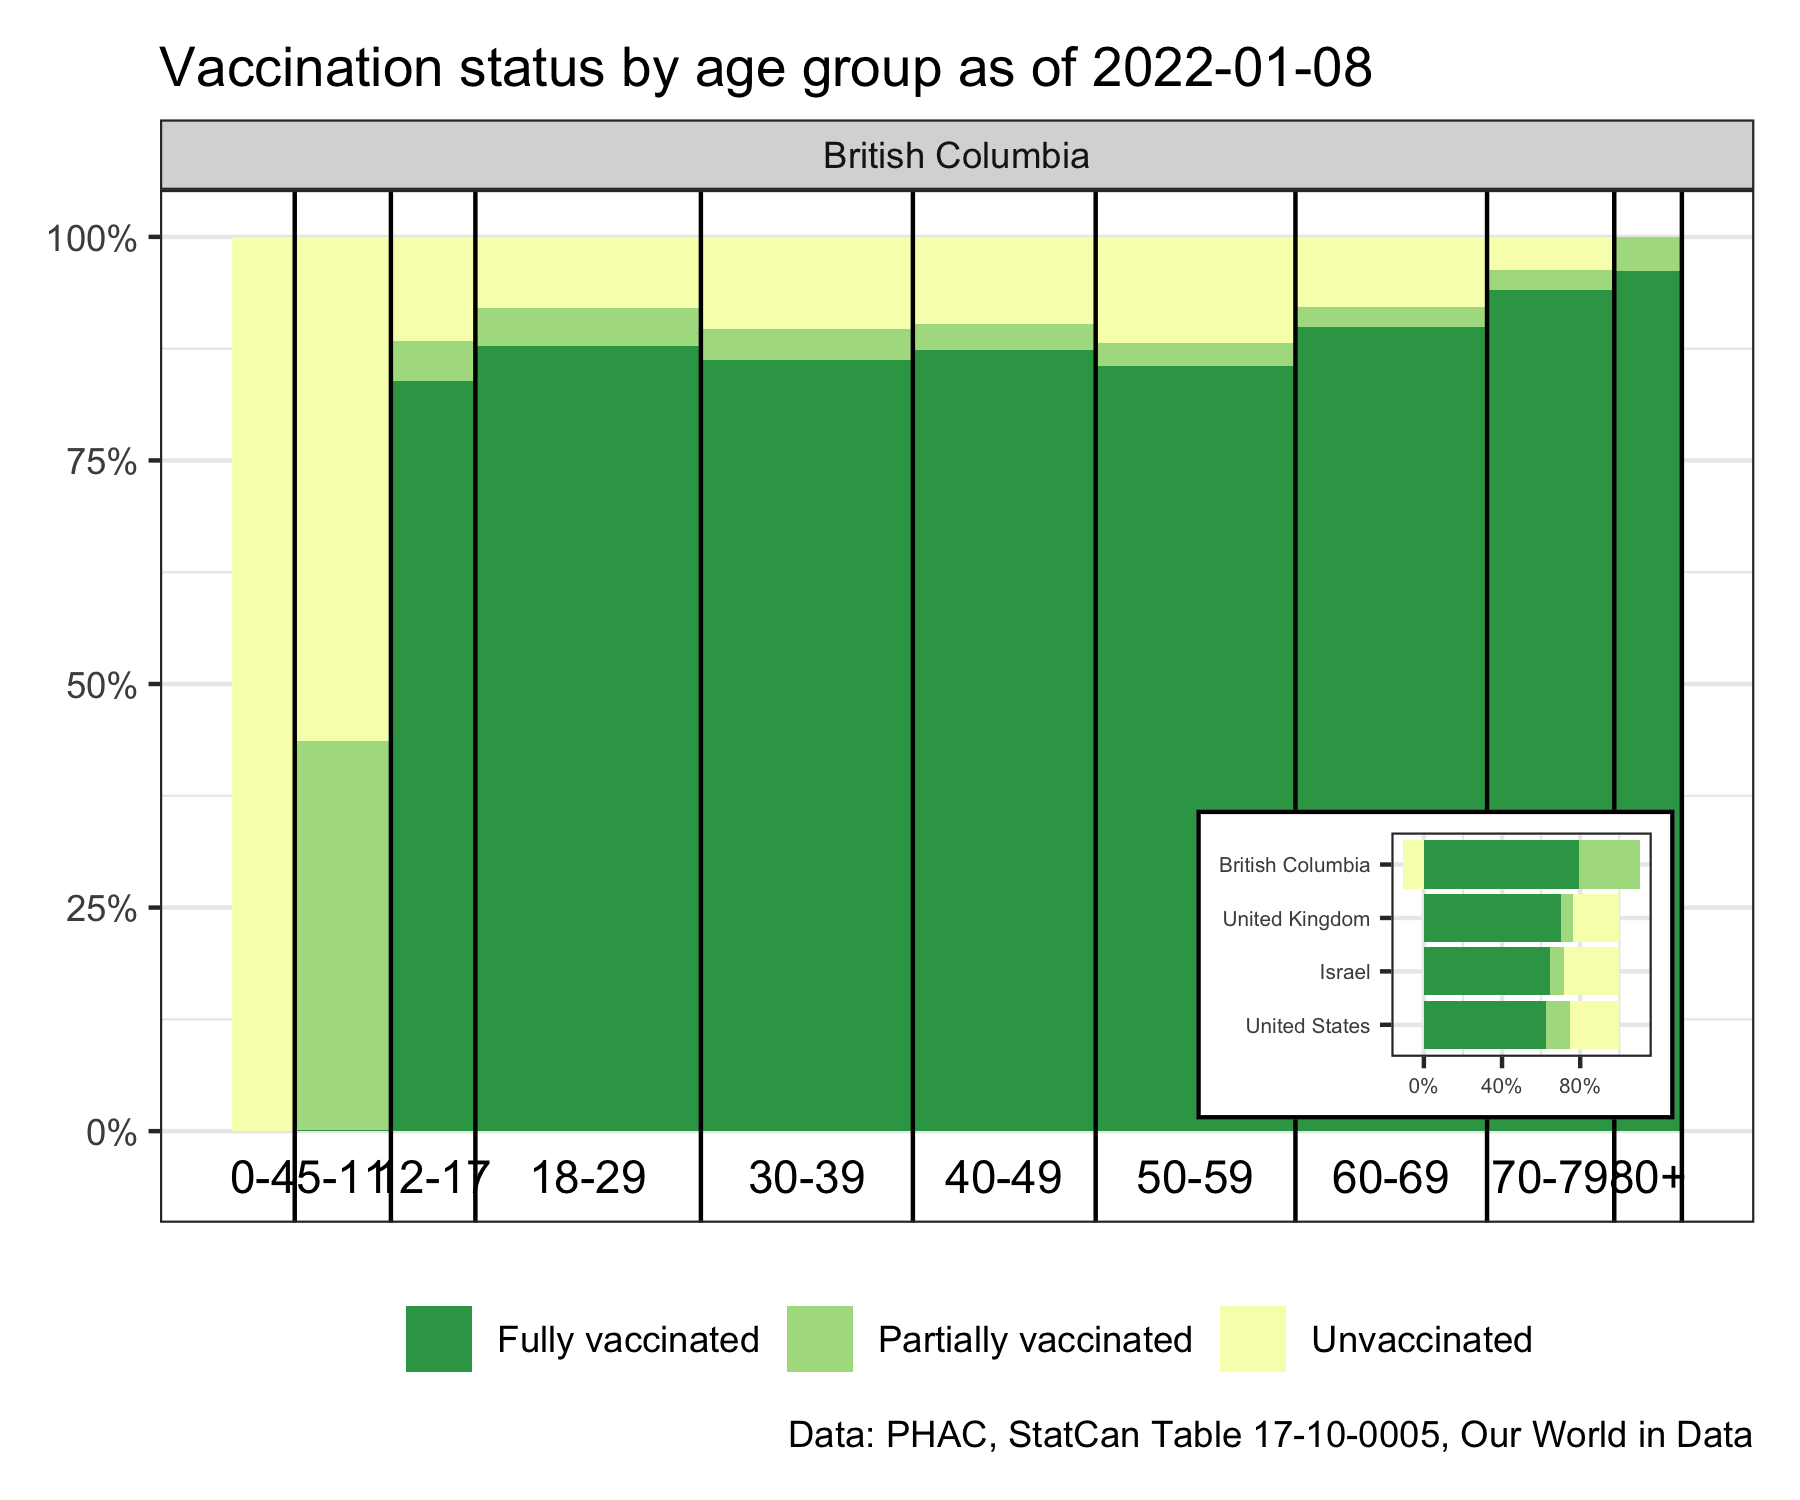 Vaccination status by age group as of 2022-01-08
British Columbia
100%
75%
50%
25%
0%
British Columbia
United Kingdom
Israel
United States
0% 40% 80%
0-4 5-11 12-17 18-29 30-39 40-49 50-59 60-69 70-79 80+
Fully vaccinated Partially vaccinated Unvaccinated
Data: PHAC, StatCan Table 17-10-0005, Our World in Data